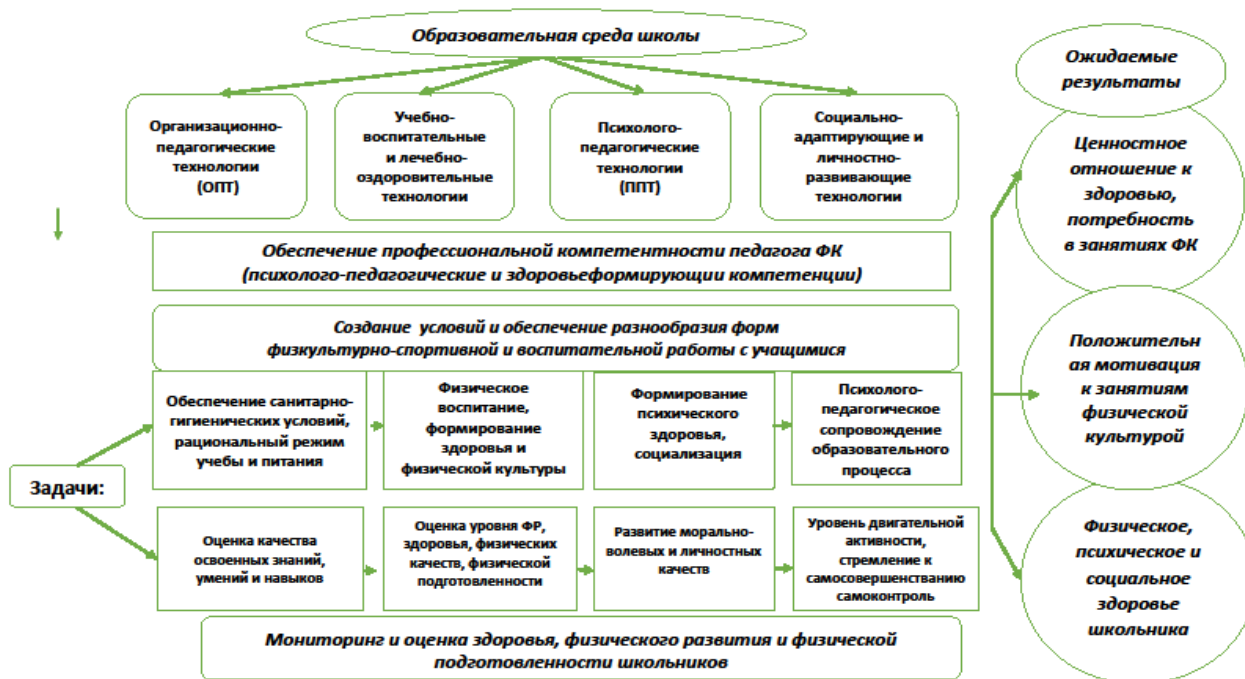 Образовательная среда школы
Организационно-
педагогические
технологии
(ОПТ)
Учебно-
воспитательные
и лечебно-
оздоровительные
технологии
Психолого-
педагогические
технологии
(ППТ)
Социально-
адаптирующие и
личностно-
развивающие
технологии
Обеспечение профессиональной компетентности педагога ФК
(психолого-педагогические и здоровьеформирующии компетенции)
Создание условий и обеспечение разнообразия форм
физкультурно-спортивной и воспитательной работы с учащимися
Задачи:
Обеспечение санитарно-
гигиенических условий,
рациональный режим
учебы и питания
Физическое
воспитание,
формирование
здоровья и
физической культуры
Формирование
психического
здоровья,
социализация
Психолого-
педагогическое
сопровождение
образовательного
процесса
Оценка качества
освоенных знаний,
умений и навыков
Оценка уровня ФР,
здоровья, физических
качеств, физической
подготовленности
Развитие морально-
волевых и личностных
качеств
Уровень двигательной
активности,
стремление к
самосовершенстванию
самоконтроль
Мониторинг и оценка здоровья, физического развития и физической
подготовленности школьников
Ожидаемые
результаты
Ценностное
отношение к
здоровью,
потребность
в занятиях ФК
Положительн
ая мотивация
к занятиям
физической
культурой
Физическое,
психическое и
социальное
здоровье
школьника